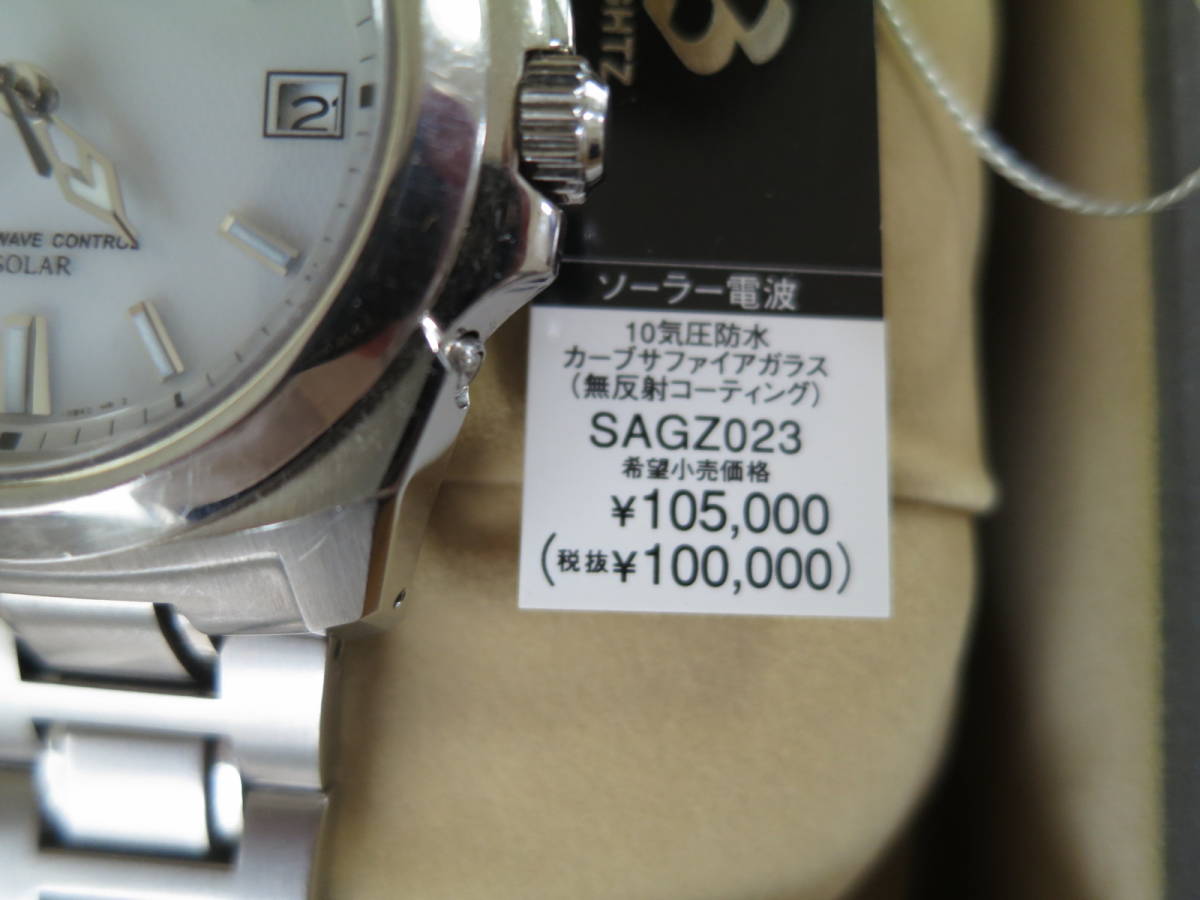 21
WAVE CONTROL
SOLAR
B
ソーラー電波
10気圧防水
カーブサファイアガラス
(無反射コーティング)
SAGZ023
希望小売価格
¥105,000
(税抜¥100,000)